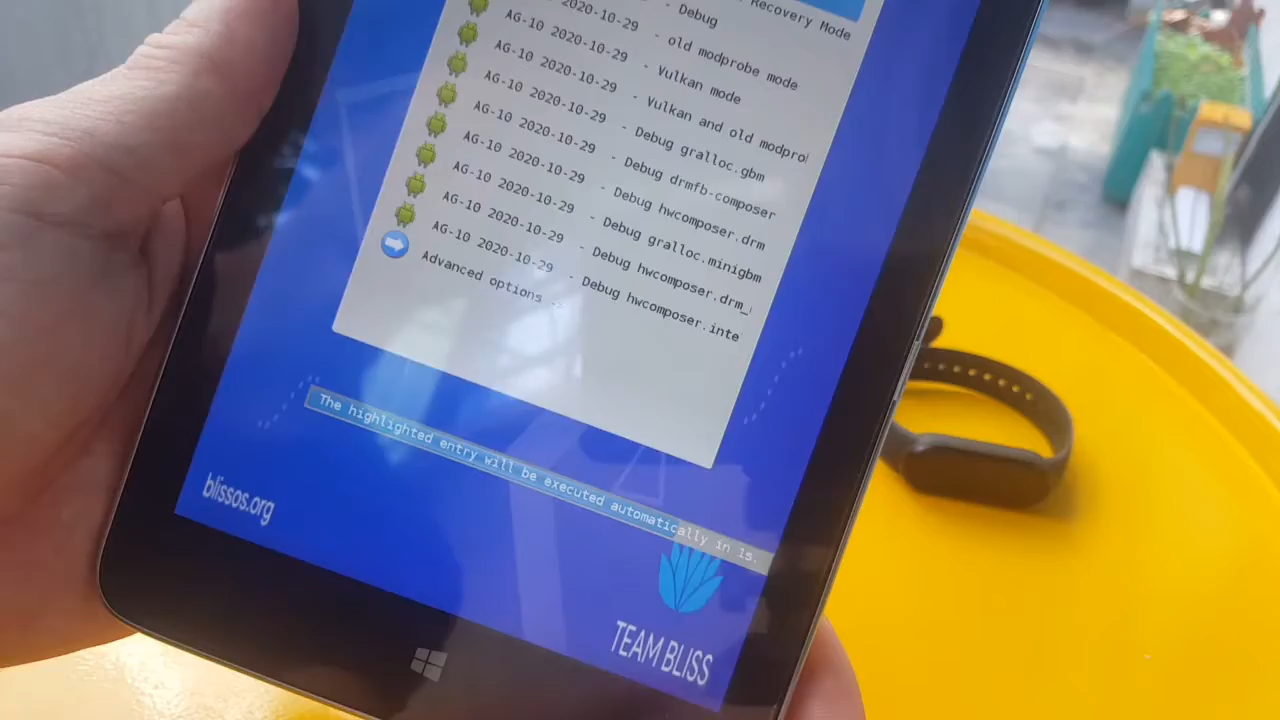 Recovery Mode
2020-10-29 - Debug
AG-10 2020-10-29 - old modprobe mode
AG-10 2020-10-29 - Vulkan mode
AG-10 2020-10-29 - Vulkan and old modpro
AG-10 2020-10-29 - Debug gralloc.gbm
AG-10 2020-10-29 - Debug drmfb.composer
AG-10 2020-10-29 - Debug hwcomposer.drm
AG-10 2020-10-29 - Debug gralloc.minigbm
AG-10 2020-10-29 - Debug hwcomposer.drm_
AG-10 2020-10-29 - Debug hwcomposer.inte
Advanced options --
The highlighted entry will be executed automatically in 1s.
blissos.org
TEAM BLISS